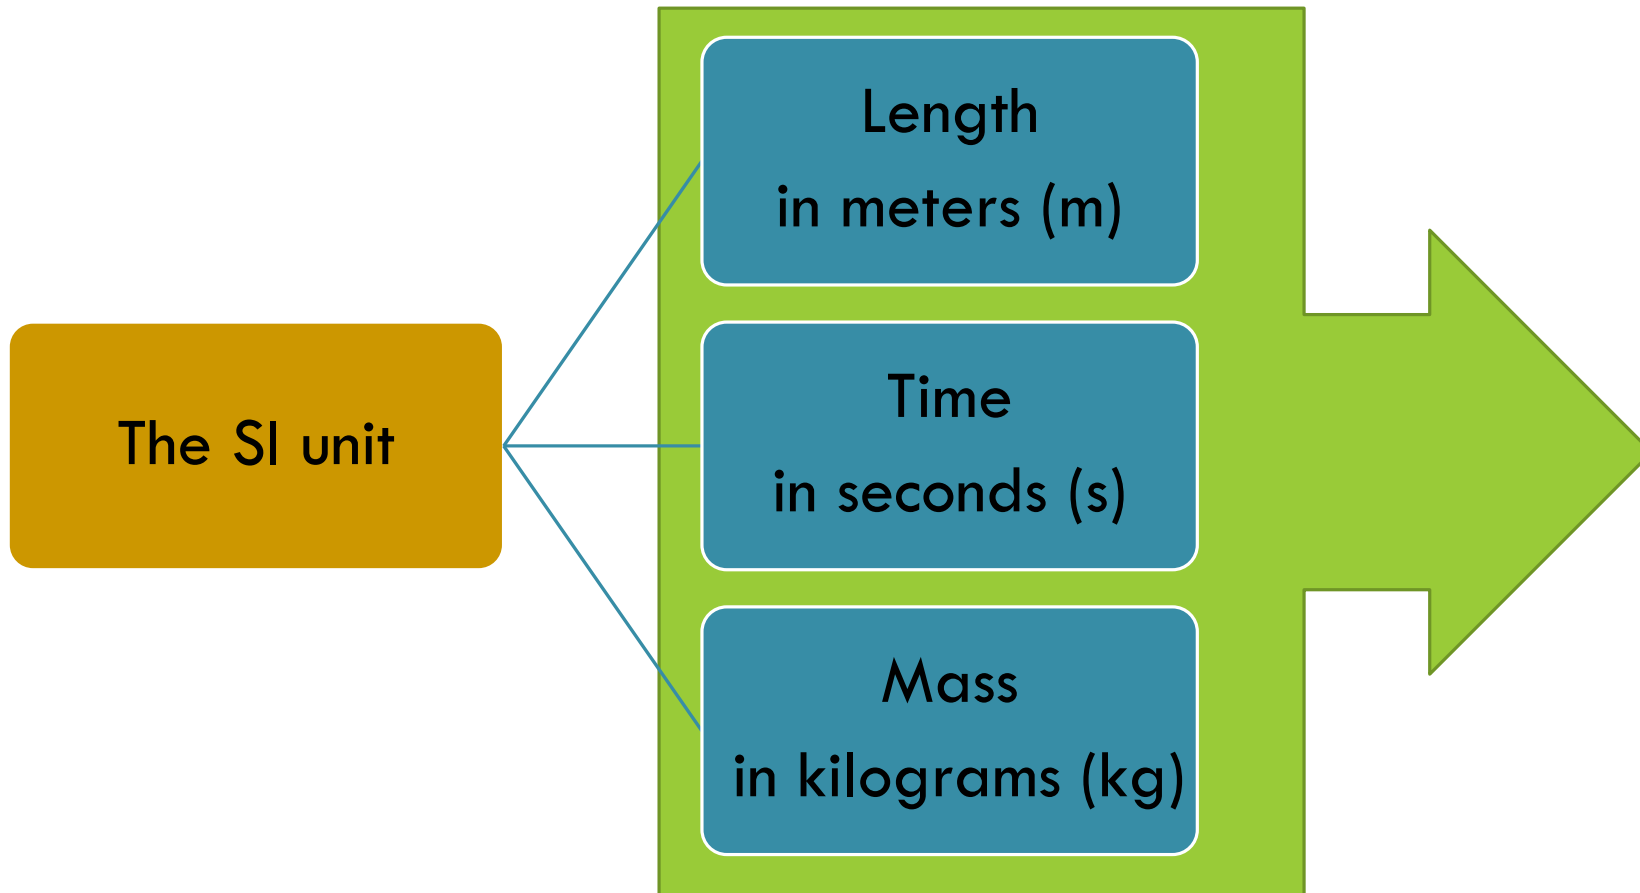 The SI unit
Length
in meters (m)
Time
in seconds (s)
Mass
in kilograms (kg)